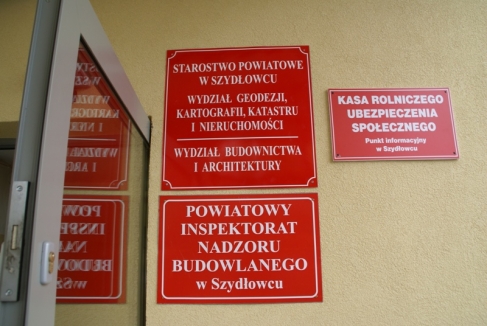 STAROSTWO POWIATOWE
W SZYDŁOWCU
WYDZIAŁ GEODEZJI,
KARTOGRAFII, KATASTRU
I NIERUCHOMOŚCI
WYDZIAŁ BUDOWNICTWA
I ARCHITEKTURY
POWIATOWY
INSPEKTORAT
NADZORU
BUDOWLANEGO
w Szydłowcu
KASA ROLNICZEGO
UBEZPIECZENIA
SPOŁECZNEGO
Punkt informacyjny
w Szydłowcu